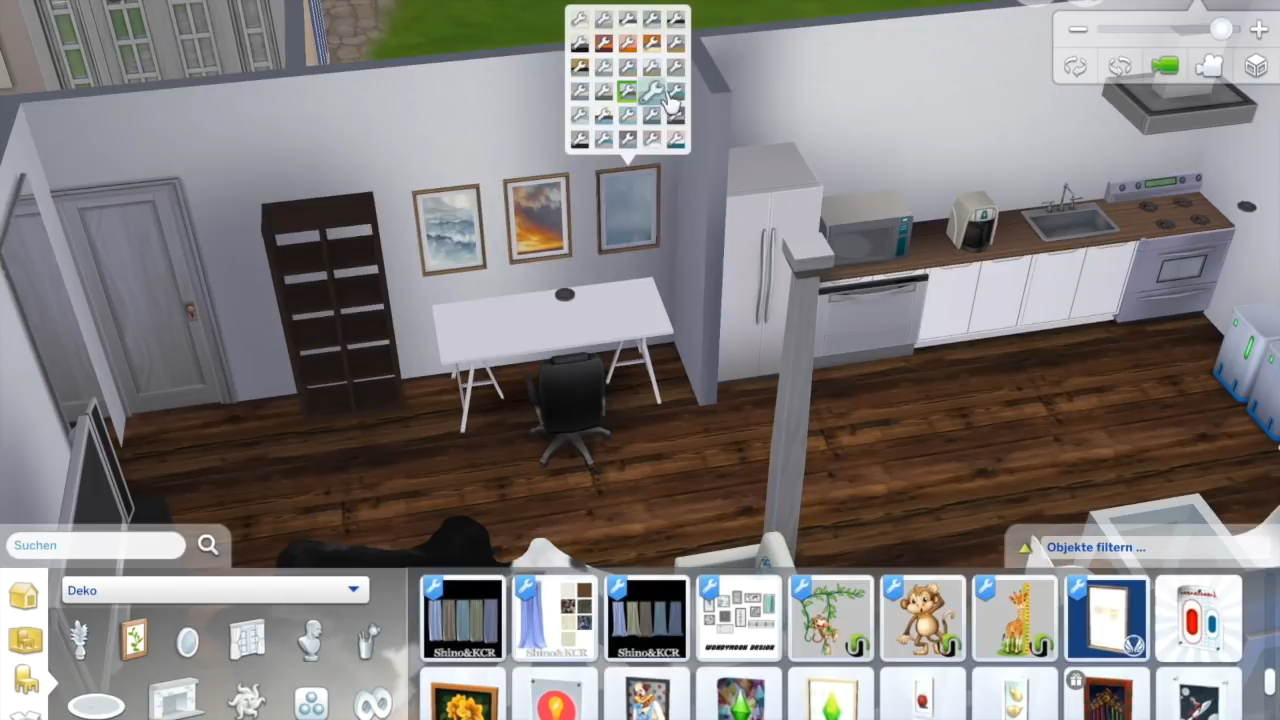 Suchen
Objekte filtern ...
Deko
Shino&KCR
Shino&KCR
Shino&KCR
WONDYMOON DESIGN